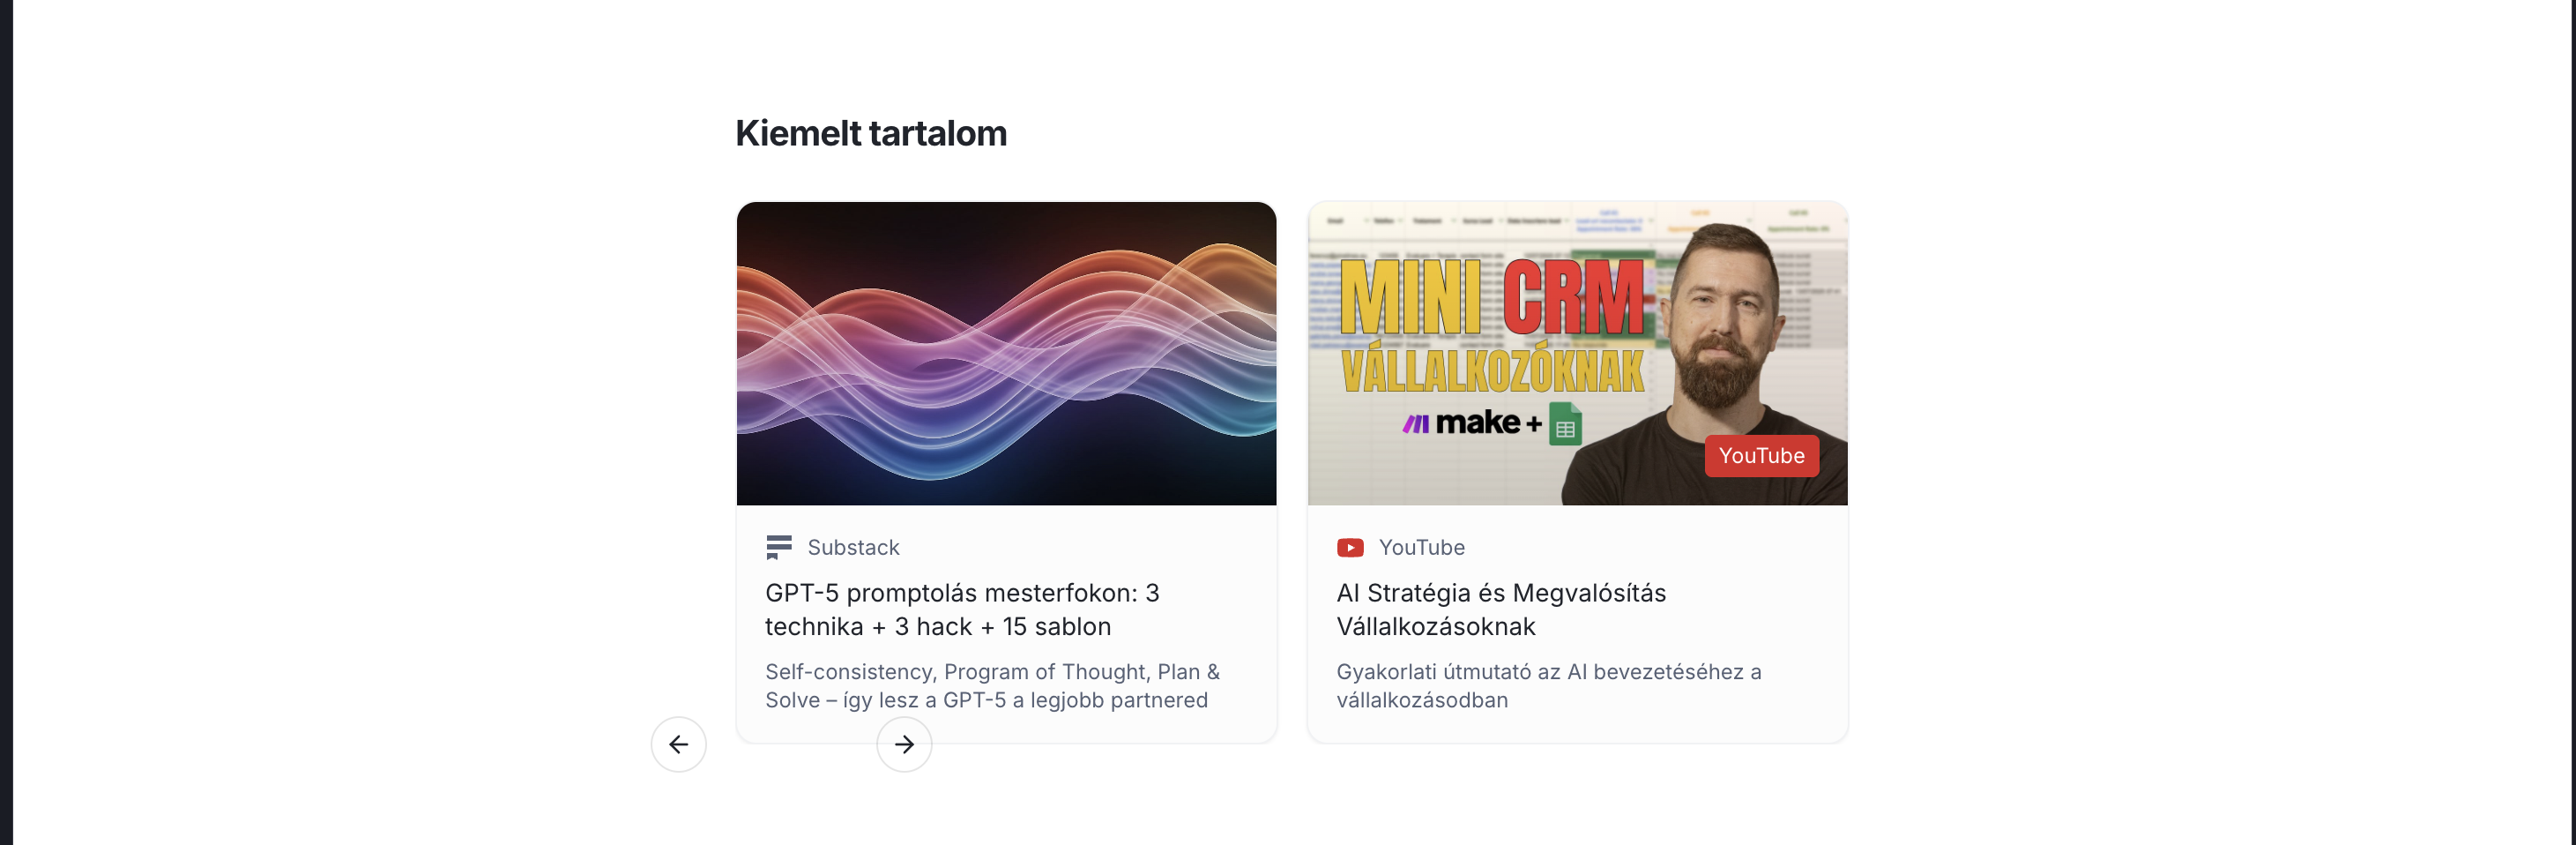 Kiemelt tartalom
MINI CRM
VÁLLALKOZÓKNAK
make +
YouTube
Substack
GPT-5 promptolás mesterfokon: 3
technika + 3 hack + 15 sablon
Self-consistency, Program of Thought, Plan &
Solve – így lesz a GPT-5 a legjobb partnered
YouTube
AI Stratégia és Megvalósítás
Vállalkozásoknak
Gyakorlati útmutató az AI bevezetéséhez a
vállalkozásodban